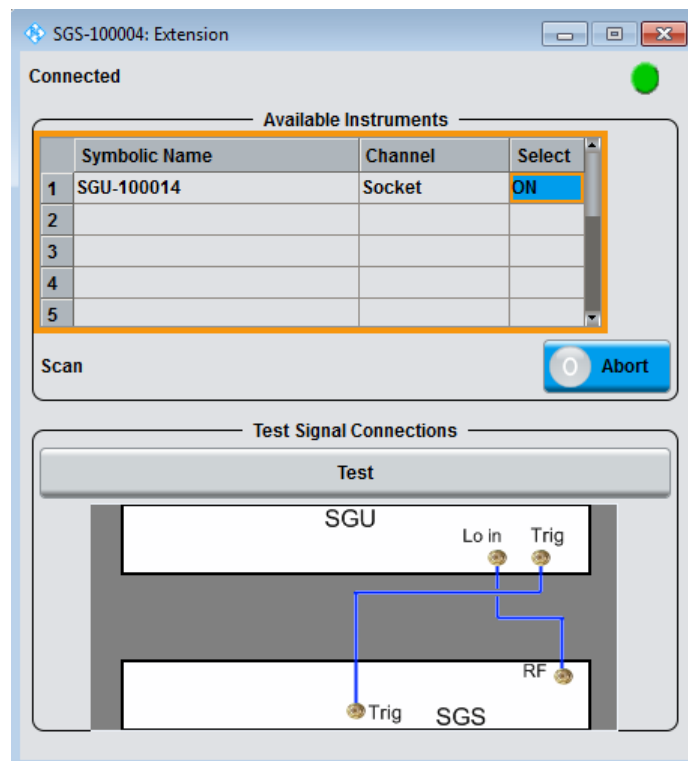 SGS-100004: Extension
Connected
Available Instruments
Symbolic Name Channel Select
1 SGU-100014 Socket ON
2
3
4
5
Scan 0 Abort
Test Signal Connections
Test
SGU
Lo in Trig
RF
Trig SGS